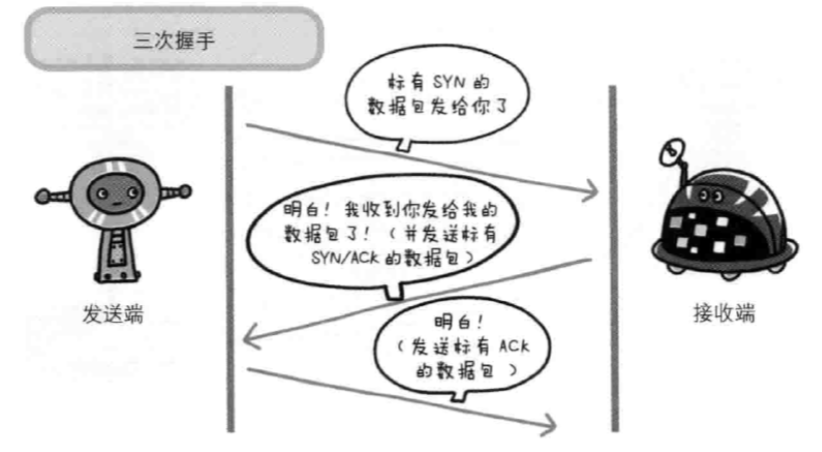 三次握手
标有 SYN 的
数据包发给你了
明白！我收到你发给我的
数据包了！（并发送标有
SYN/ACK 的数据包）
发送端
接收端
明白！
（发送标有 ACK
的数据包 ）